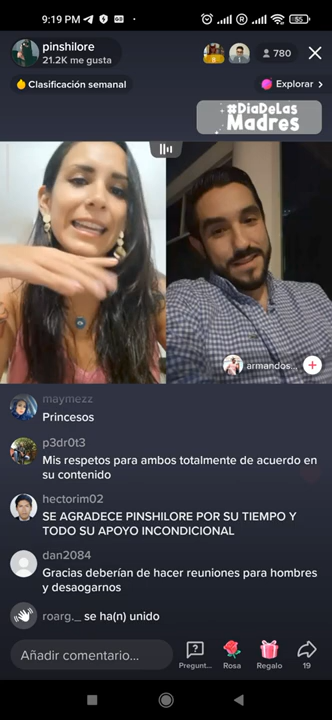 9:19 PM
55
pinshilore
21.2K me gusta
780
Clasificación semanal
Explorar >
#DiaDeLas
Madres
armandos...
maymezz
Princesos
p3dr0t3
Mis respetos para ambos totalmente de acuerdo en
su contenido
hectorim02
SE AGRADECE PINSHILORE POR SU TIEMPO Y
TODO SU APOYO INCONDICIONAL
dan2084
Gracias deberían de hacer reuniones para hombres
y desaogarnos
roarg._ se ha(n) unido
Añadir comentario...
Pregunt...
Rosa
Regalo
19